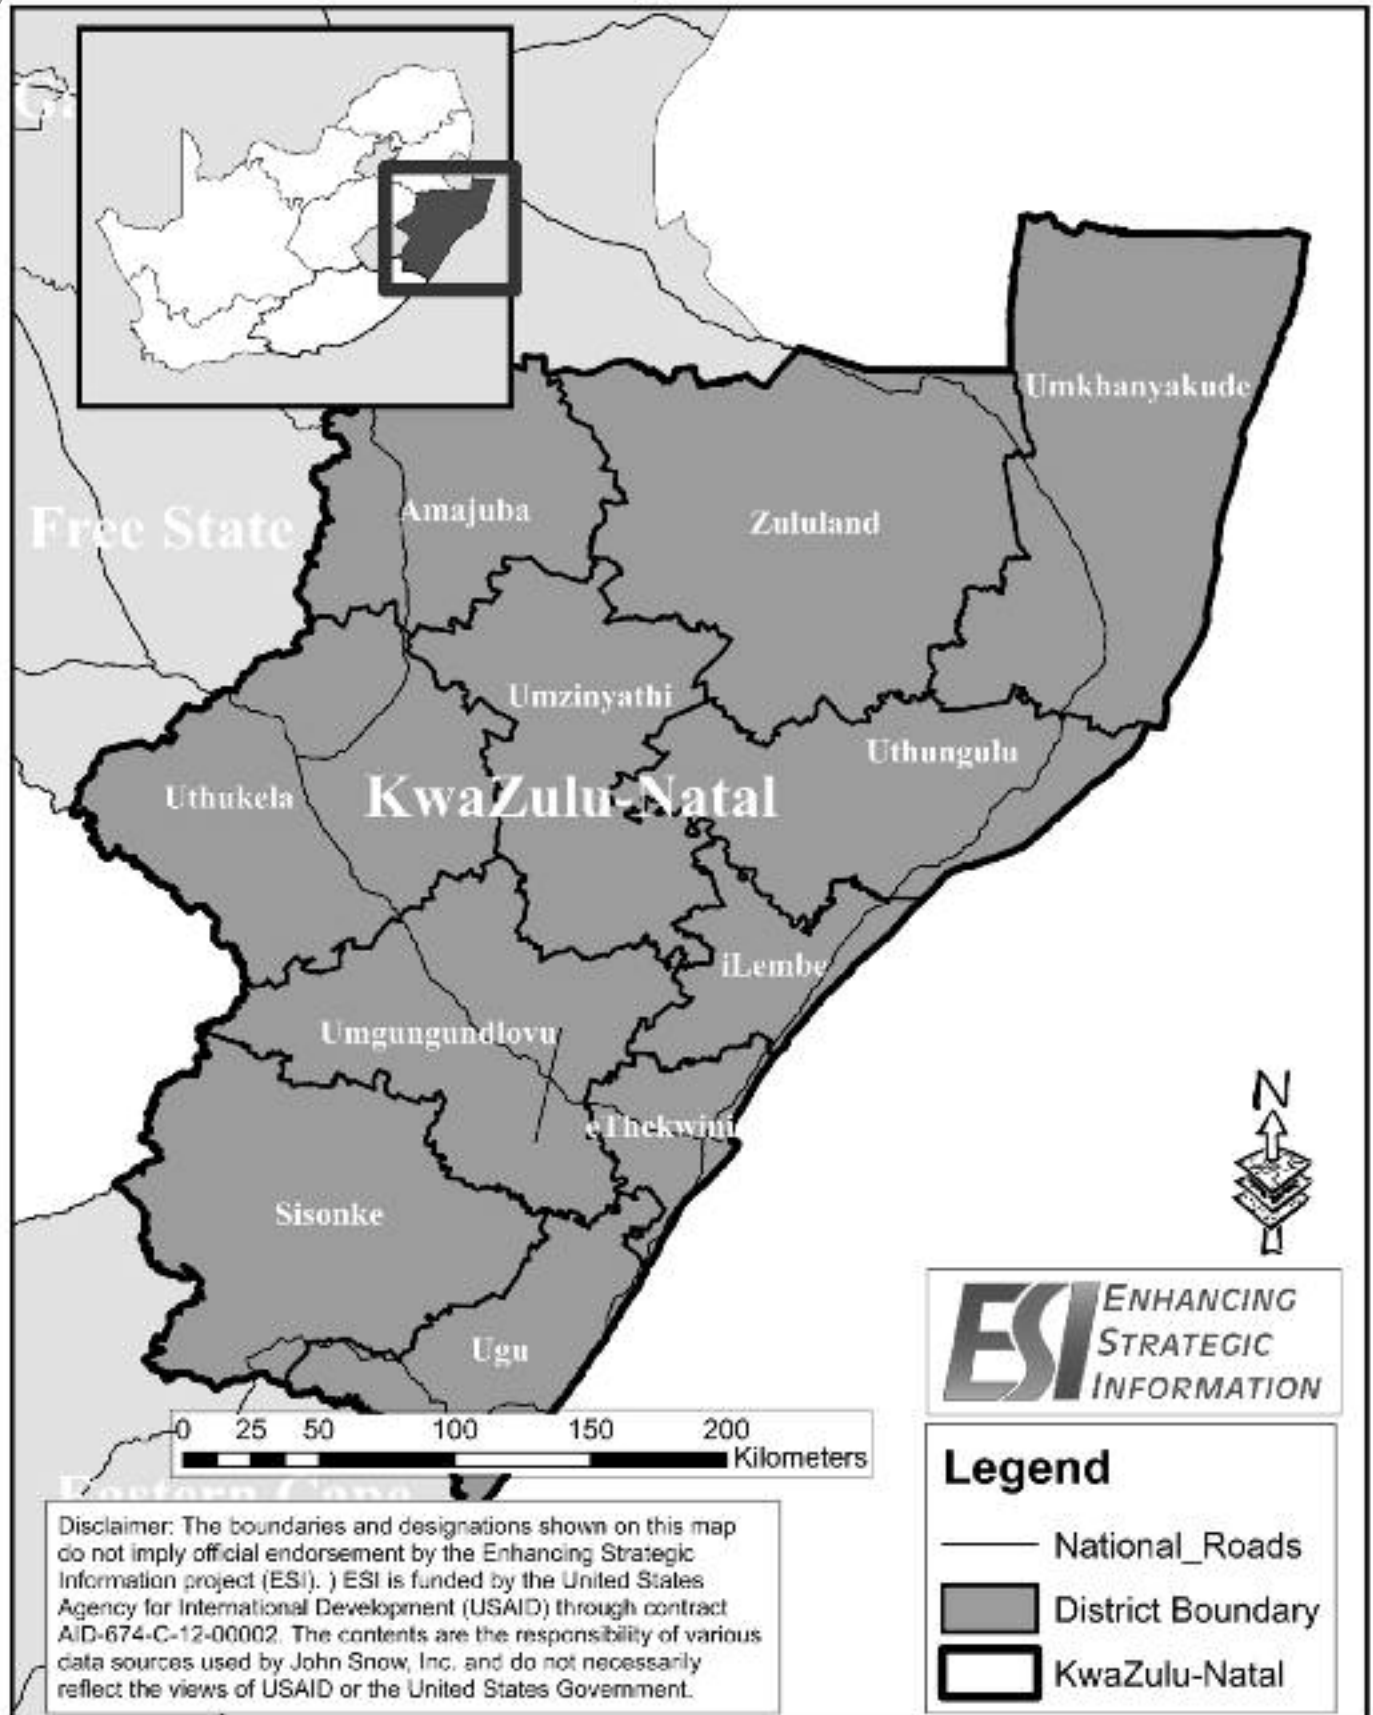 Umkhanyakude
Amajuba
Free State
Zululand
Umzinyathi
Uthungulu
Uthukela
KwaZulu-Natal
iLembe
Umgungundlovu
eThekwini
N
Sisonke
ESI ENHANCING
STRATEGIC
INFORMATION
Ugu
0 25 50 100 150 200
Kilometers
Eastern Cape
Legend
National_Roads
District Boundary
KwaZulu-Natal
Disclaimer: The boundaries and designations shown on this map
do not imply official endorsement by the Enhancing Strategic
Information project (ESI). ) ESI is funded by the United States
Agency for International Development (USAID) through contract
AID-674-C-12-00002. The contents are the responsibility of various
data sources used by John Snow, Inc. and do not necessarily
reflect the views of USAID or the United States Government.